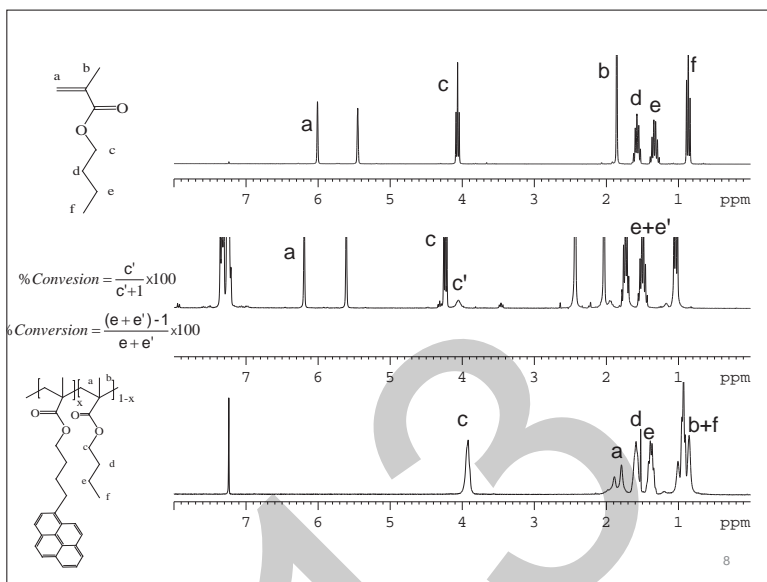 b
a
O
O
c
d
e
f
a
c
b
d
e
f
7 6 5 4 3 2 1 ppm
%Convesion = c' / c'+1 x100
%Conversion = (e + e') - 1 / e + e' x100
a
c
c'
e+e'
7 6 5 4 3 2 1 ppm
a b
x 1-x
O O O O
c
d
e
f
c
a
d
e
b+f
7 6 5 4 3 2 1 ppm
13
8